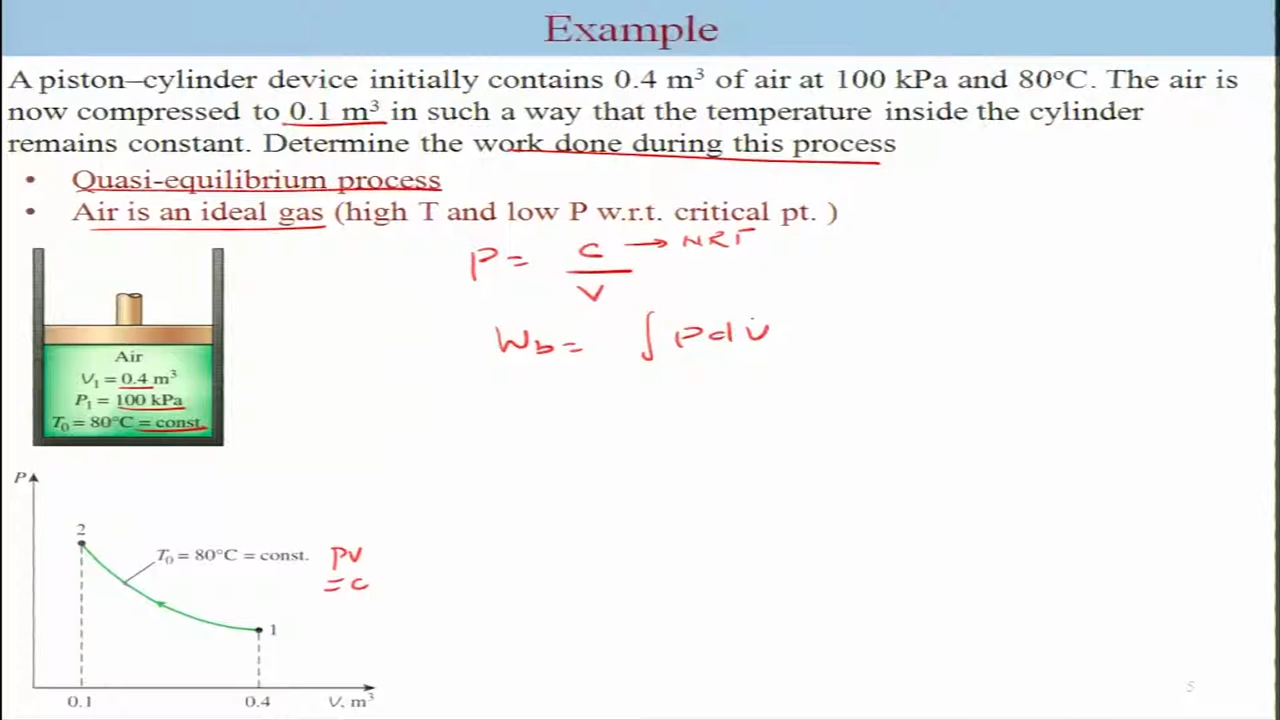 Example
A piston–cylinder device initially contains 0.4 m³ of air at 100 kPa and 80°C. The air is
now compressed to 0.1 m³ in such a way that the temperature inside the cylinder
remains constant. Determine the work done during this process
• Quasi-equilibrium process
• Air is an ideal gas (high T and low P w.r.t. critical pt. )
P = C/V → NRT
Wb = ∫ PdV
Air
V₁ = 0.4 m³
P₁ = 100 kPa
T₀ = 80°C = const.
P
2
T₀ = 80°C = const.
PV
= C
1
0.1 0.4 V, m³
5